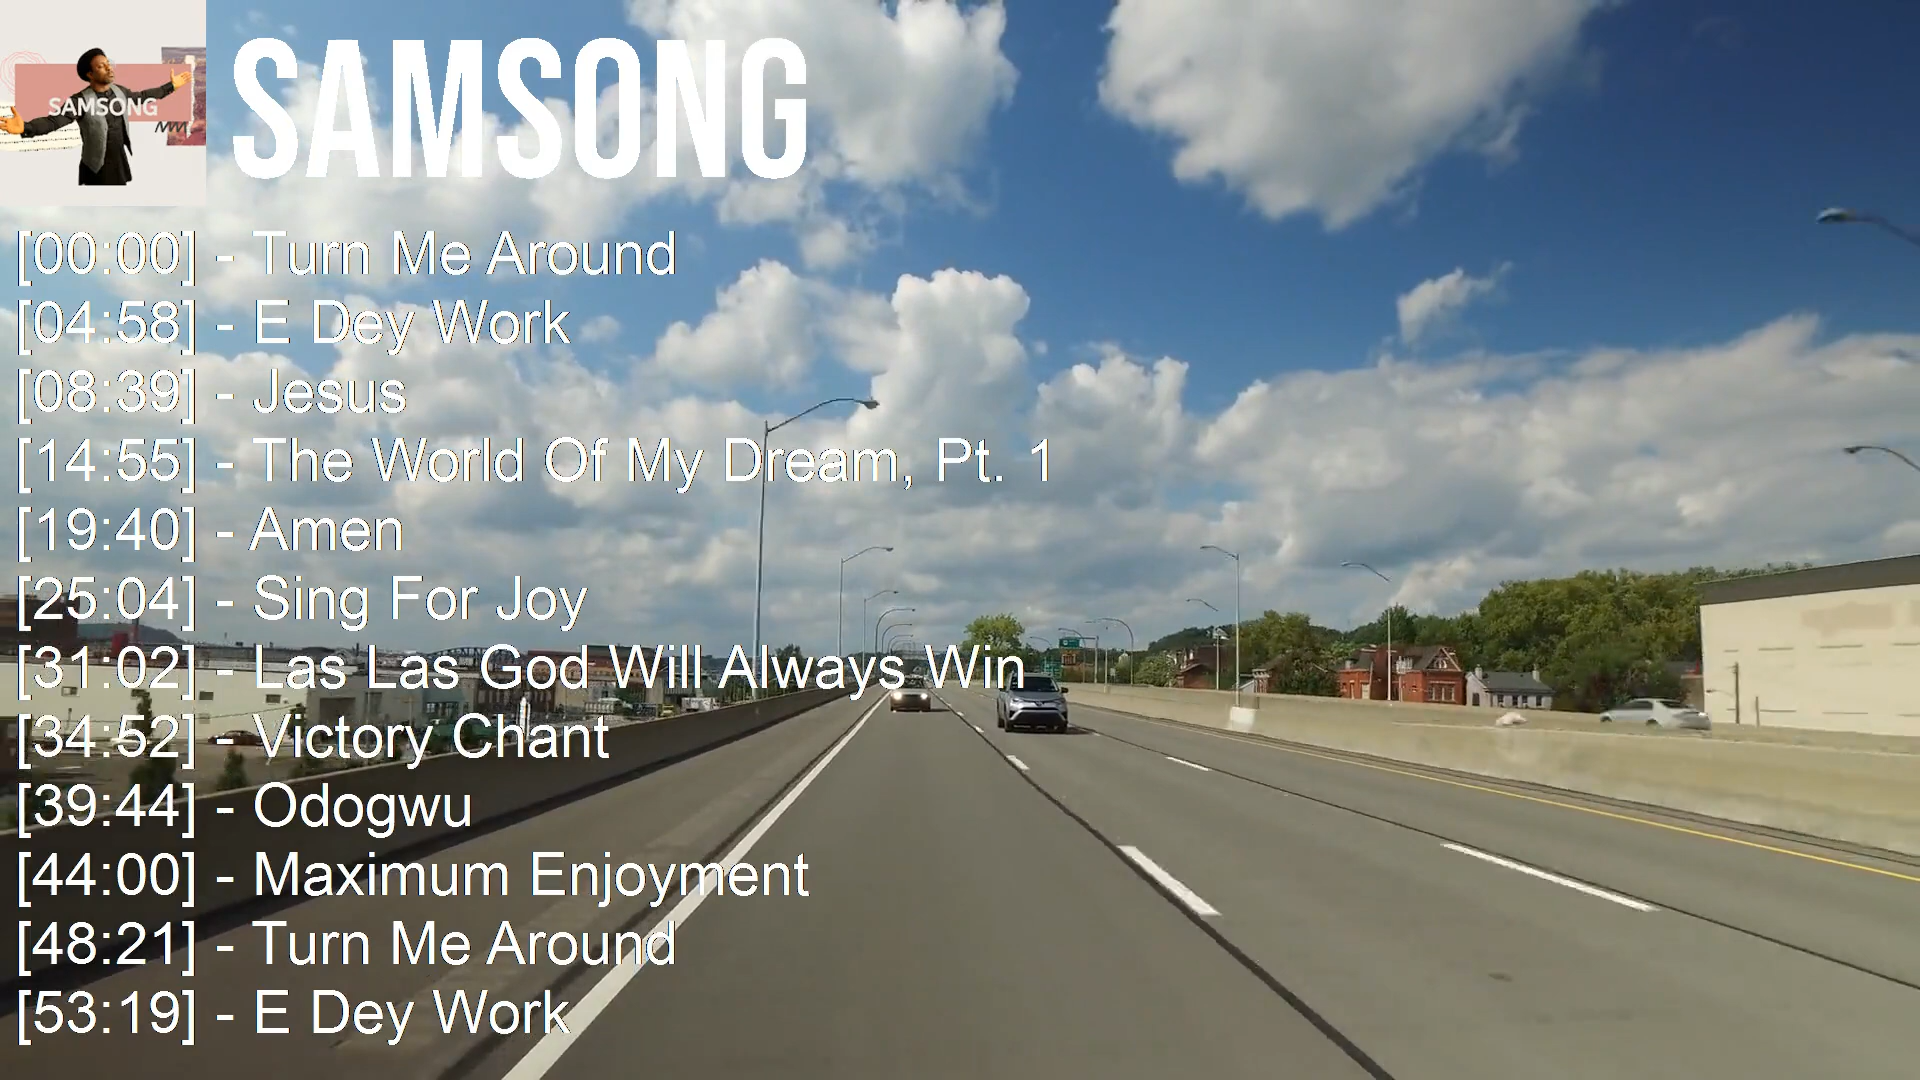 SAMSONG
SAMSONG
[00:00] - Turn Me Around
[04:58] - E Dey Work
[08:39] - Jesus
[14:55] - The World Of My Dream, Pt. 1
[19:40] - Amen
[25:04] - Sing For Joy
[31:02] - Las Las God Will Always Win
[34:52] - Victory Chant
[39:44] - Odogwu
[44:00] - Maximum Enjoyment
[48:21] - Turn Me Around
[53:19] - E Dey Work